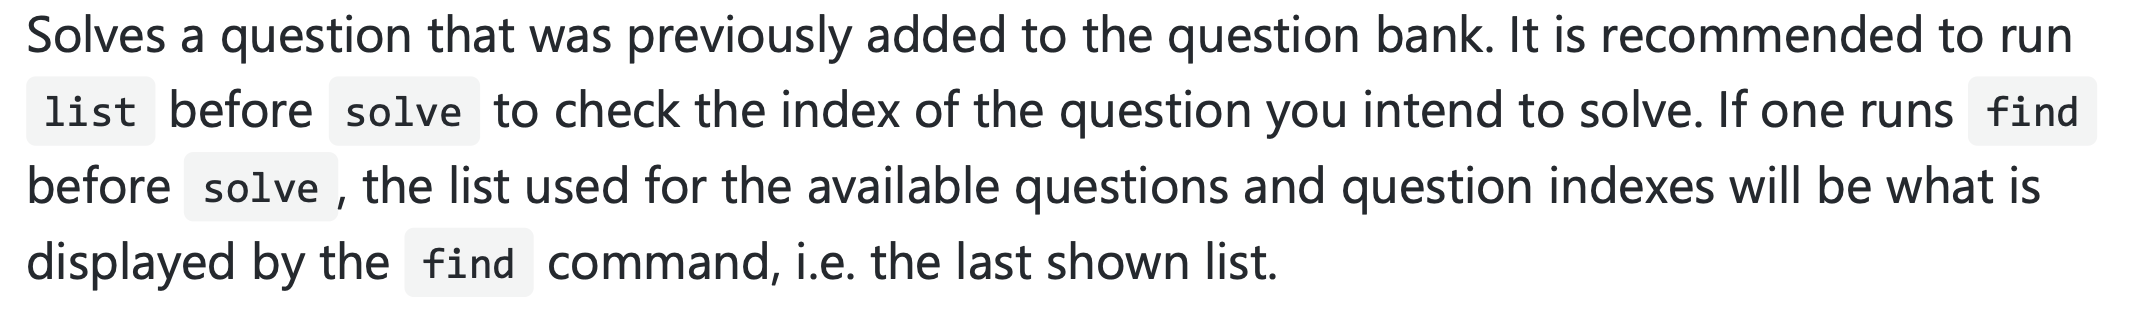 Solves a question that was previously added to the question bank. It is recommended to run
list before solve to check the index of the question you intend to solve. If one runs find
before solve, the list used for the available questions and question indexes will be what is
displayed by the find command, i.e. the last shown list.